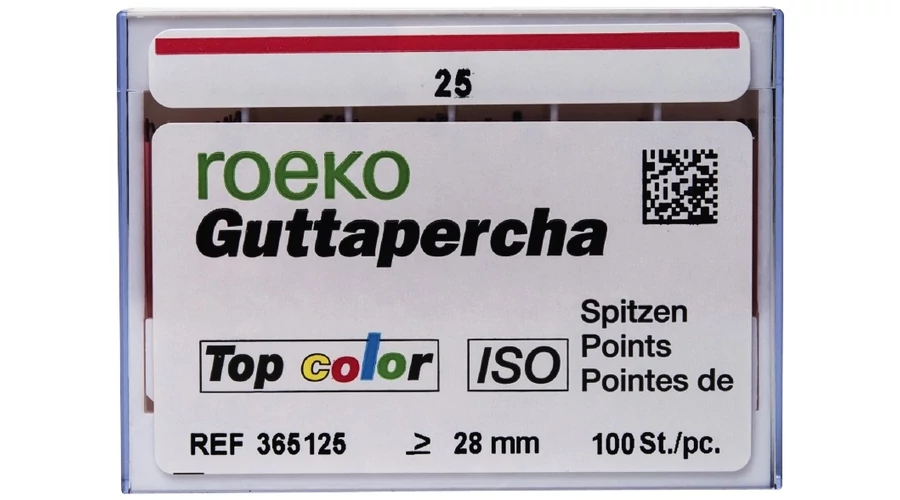 25
roeko
Guttapercha
Spitzen
Top color ISO Points
Pointes de
REF 365125 ≥ 28 mm 100 St./pc.